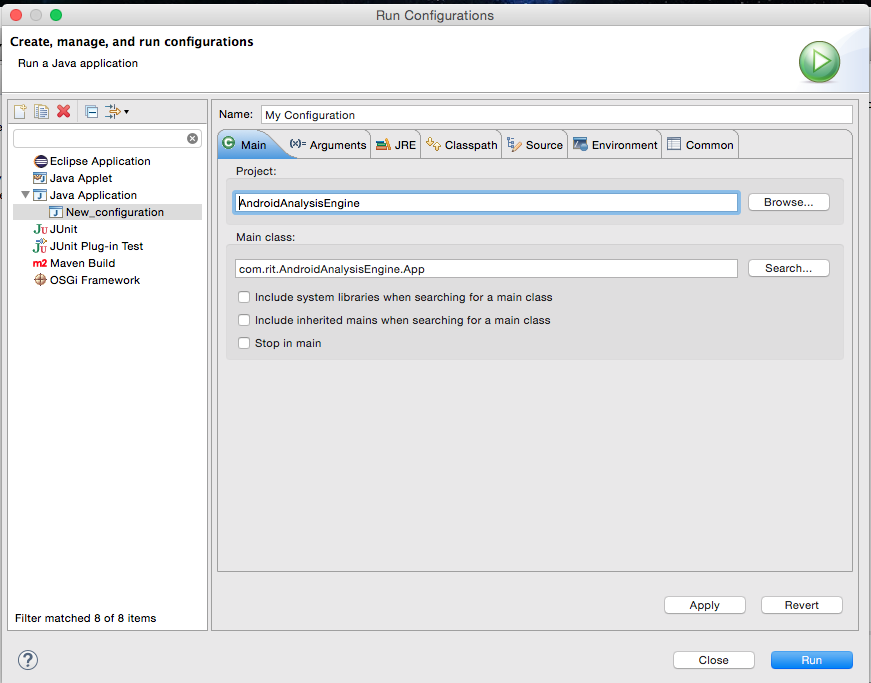 Run Configurations
Create, manage, and run configurations
Run a Java application
Name: My Configuration
Main (x)= Arguments JRE Classpath Source Environment Common
Eclipse Application
Java Applet
Java Application
New_configuration
JUnit
JUnit Plug-in Test
m2 Maven Build
OSGi Framework
Filter matched 8 of 8 items
Project:
AndroidAnalysisEngine Browse...
Main class:
com.rit.AndroidAnalysisEngine.App Search...
Include system libraries when searching for a main class
Include inherited mains when searching for a main class
Stop in main
Apply Revert
? Close Run